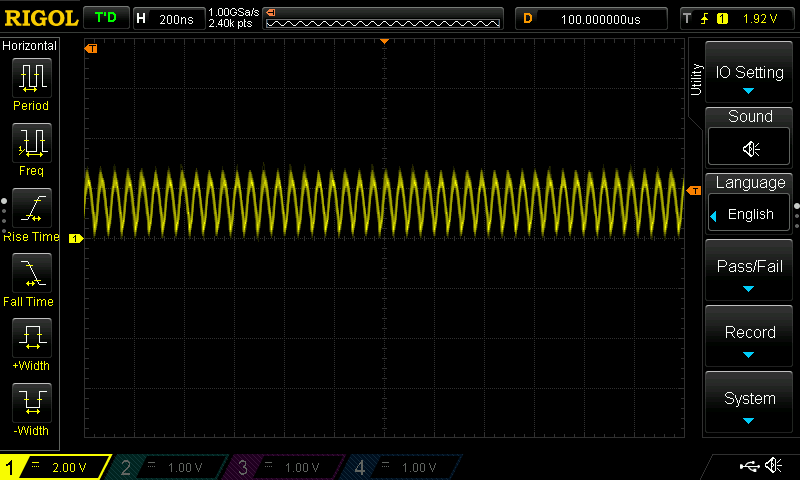 RIGOL T'D H 200ns 1.00GSa/s D 100.000000us T 1 1.92 V
2.40k pts
Horizontal
T
Period
Freq
Rise Time
Fall Time
+Width
-Width
1
T
Utility
IO Setting
Sound
Language
English
Pass/Fail
Record
System
1 2.00 V 2 1.00 V 3 1.00 V 4 1.00 V